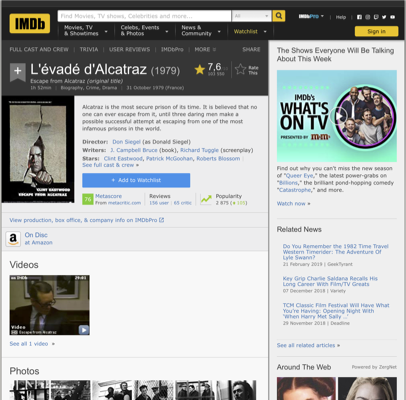 IMDb
Find Movies, TV shows, Celebrities and more...
All
Movies, TV & Showtimes
Celebs, Events & Photos
News & Community
Watchlist
IMDbPro
Help
Sign in
FULL CAST AND CREW | TRIVIA | USER REVIEWS | IMDbPro | MORE
SHARE
L'évadé d'Alcatraz (1979)
Escape from Alcatraz (original title)
1h 52min | Biography, Crime, Drama | 31 October 1979 (France)
7,6
Rate This
Alcatraz is the most secure prison of its time. It is believed that no
one can ever escape from it, until three daring men make a
possible successful attempt at escaping from one of the most
infamous prisons in the world.
Director: Don Siegel (as Donald Siegel)
Writers: J. Campbell Bruce (book), Richard Tuggle (screenplay)
Stars: Clint Eastwood, Patrick McGoohan, Roberts Blossom
See full cast & crew »
+ Add to Watchlist
76
Metascore
From metacritic.com
Reviews
156 user | 65 critic
Popularity
View production, box office, & company info on IMDbPro
On Disc
at Amazon
Videos
Video
Escape from Alcatraz
See all 1 video »
Photos
The Shows Everyone Will Be Talking About This Week
IMDb's
WHAT'S ON TV
PRESENTED BY
Find out why you can't miss the new season
of "Queer Eye," the latest power-grabs on
"Billions," the brilliant pond-hopping comedy
"Catastrophe," and more.
Watch now »
Related News
Do You Remember the 1982 Time Travel
Western Timerider: The Adventure Of
Lyle Swann?
21 February 2019 | GeekTyrant
Key Grip Charlie Saldana Recalls His
Long Career With Film/TV Greats
07 December 2018 | Variety
TCM Classic Film Festival Will Have What
You're Having: Opening Night With
'When Harry Met Sally ...'
29 November 2018 | Deadline
See all related articles »
Around The Web
Powered by ZergNet